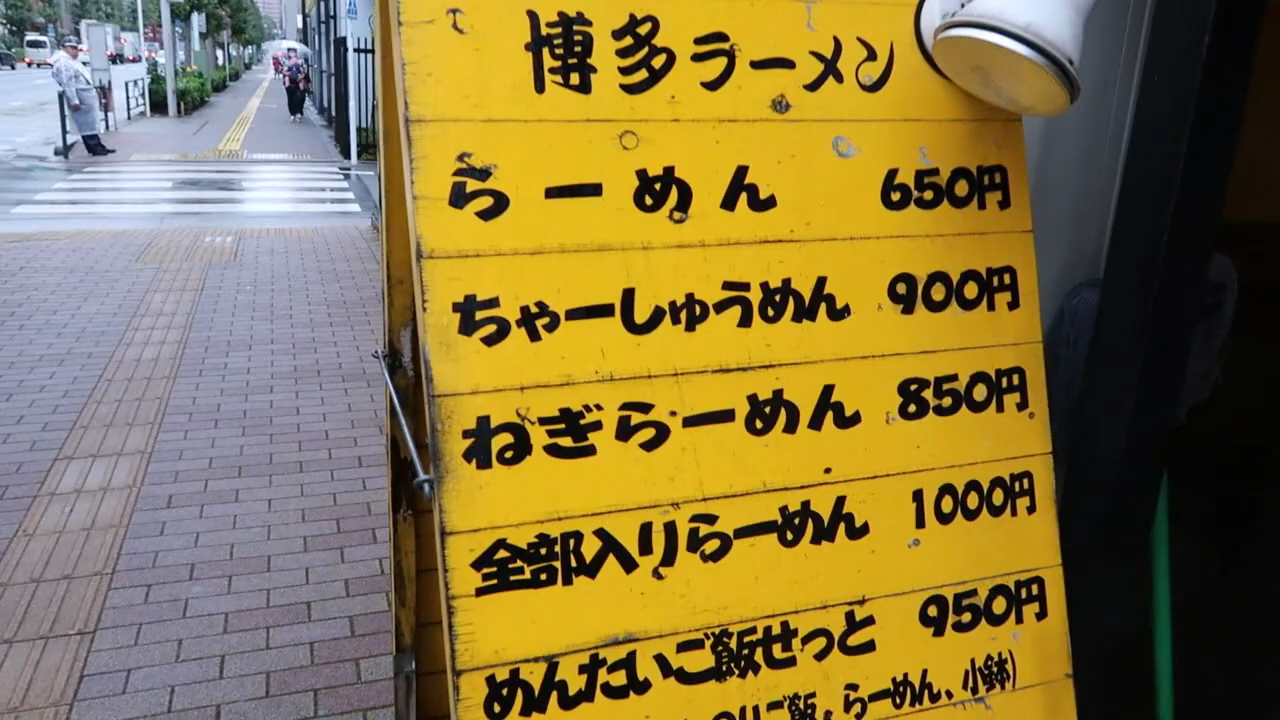 博多ラーメン
らーめん 650円
ちゃーしゅうめん 900円
ねぎらーめん 850円
全部入りらーめん 1000円
めんたいご飯せっと 950円
ご飯、らーめん、小鉢)